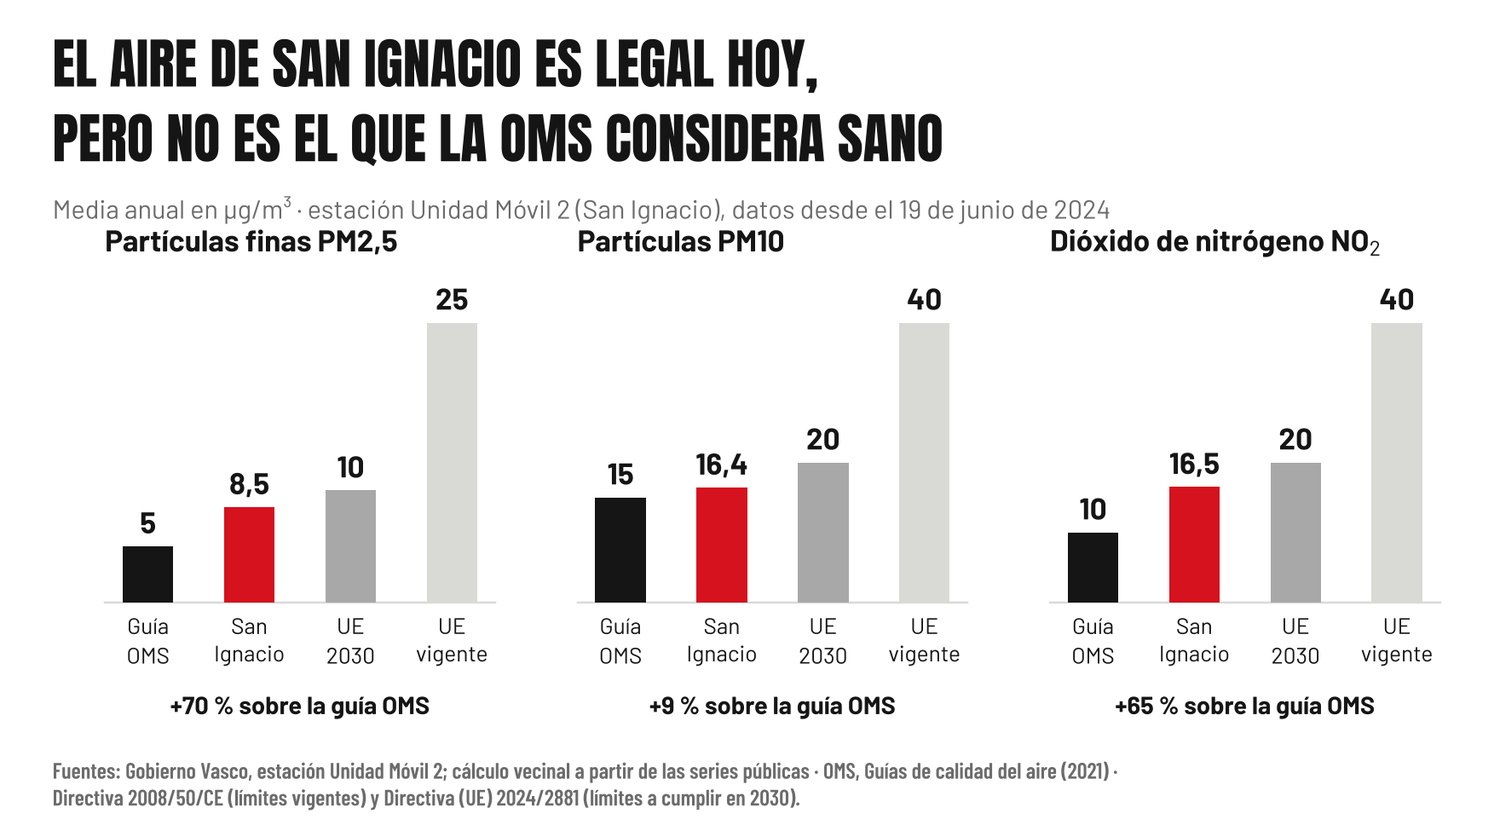 EL AIRE DE SAN IGNACIO ES LEGAL HOY,
PERO NO ES EL QUE LA OMS CONSIDERA SANO
Media anual en µg/m³ · estación Unidad Móvil 2 (San Ignacio), datos desde el 19 de junio de 2024
Partículas finas PM2,5
25
10
8,5
5
Guía
OMS
San
Ignacio
UE
2030
UE
vigente
+70 % sobre la guía OMS
Partículas PM10
40
20
16,4
15
Guía
OMS
San
Ignacio
UE
2030
UE
vigente
+9 % sobre la guía OMS
Dióxido de nitrógeno NO₂
40
20
16,5
10
Guía
OMS
San
Ignacio
UE
2030
UE
vigente
+65 % sobre la guía OMS
Fuentes: Gobierno Vasco, estación Unidad Móvil 2; cálculo vecinal a partir de las series públicas · OMS, Guías de calidad del aire (2021) ·
Directiva 2008/50/CE (límites vigentes) y Directiva (UE) 2024/2881 (límites a cumplir en 2030).